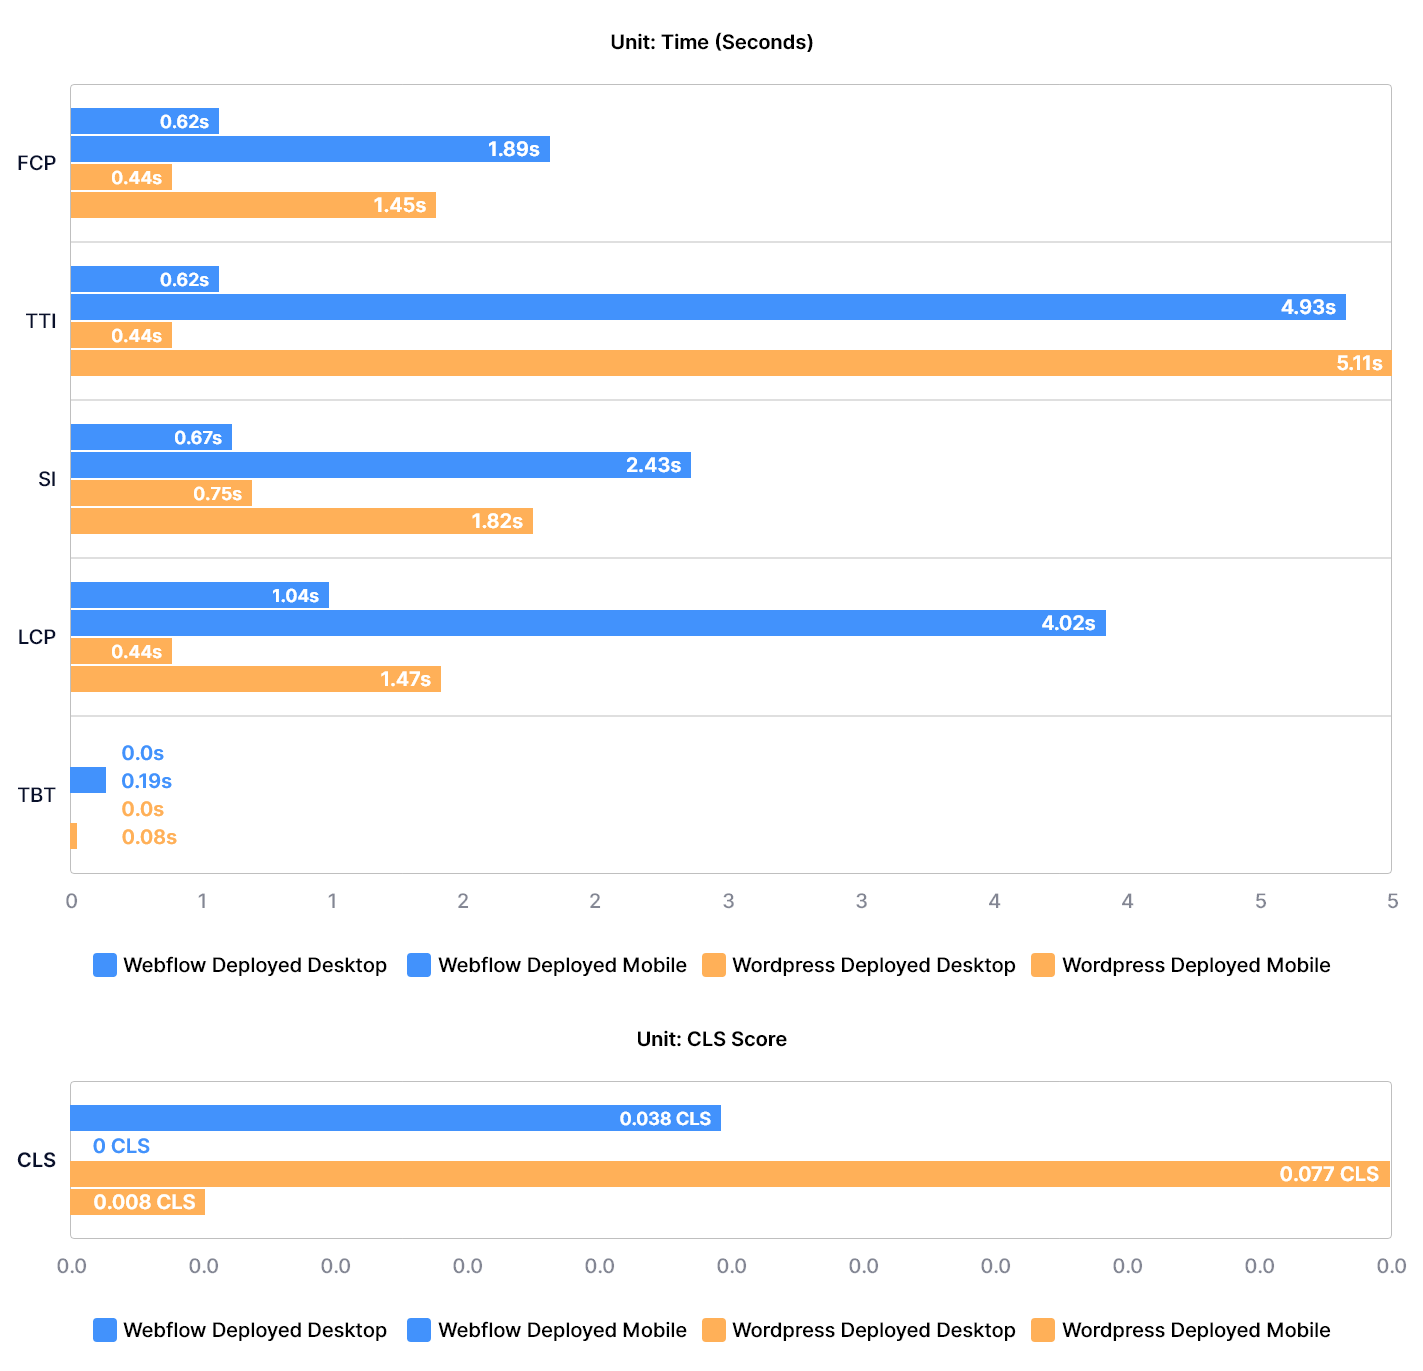 Unit: Time (Seconds)
0.62s
1.89s
FCP
0.44s
1.45s
0.62s
4.93s
TTI
0.44s
5.11s
0.67s
2.43s
SI
0.75s
1.82s
1.04s
4.02s
LCP
0.44s
1.47s
0.0s
0.19s
TBT
0.0s
0.08s
0 1 1 2 2 3 3 4 4 5 5
Webflow Deployed Desktop Webflow Deployed Mobile Wordpress Deployed Desktop Wordpress Deployed Mobile
Unit: CLS Score
0.038 CLS
0 CLS
CLS
0.077 CLS
0.008 CLS
0.0 0.0 0.0 0.0 0.0 0.0 0.0 0.0 0.0 0.0 0.0
Webflow Deployed Desktop Webflow Deployed Mobile Wordpress Deployed Desktop Wordpress Deployed Mobile